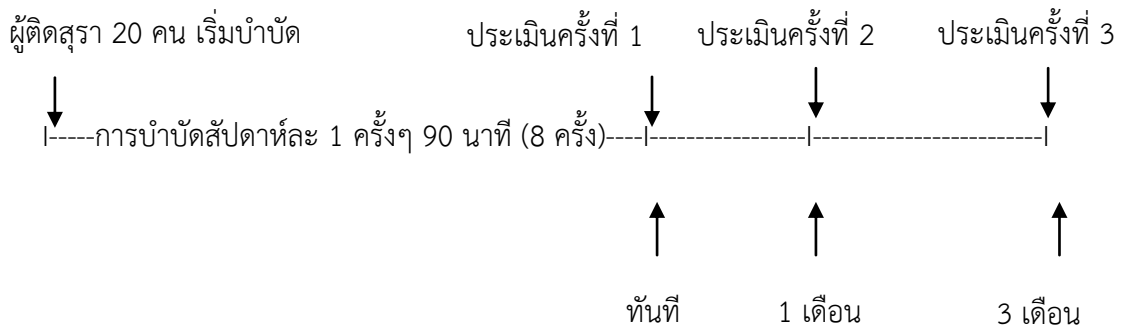 ผู้ติดสุรา 20 คน เริ่มบำบัด ประเมินครั้งที่ 1 ประเมินครั้งที่ 2 ประเมินครั้งที่ 3
|-----การบำบัดสัปดาห์ละ 1 ครั้งๆ 90 นาที (8 ครั้ง)----|-----------------|-------------------------|
ทันที 1 เดือน 3 เดือน